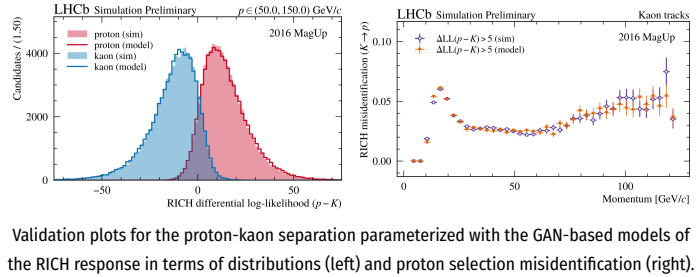 LHCb Simulation Preliminary p ∈ (50.0, 150.0) GeV/c
2016 MagUp
proton (sim)
proton (model)
kaon (sim)
kaon (model)
Candidates / (1.50)
4000
2000
0
−50 0 50
RICH differential log-likelihood (p − K)
LHCb Simulation Preliminary Kaon tracks
2016 MagUp
ΔLL(p − K) > 5 (sim)
ΔLL(p − K) > 5 (model)
RICH misidentification (K → p)
0.10
0.05
0.00
0 50 100
Momentum [GeV/c]
Validation plots for the proton-kaon separation parameterized with the GAN-based models of
the RICH response in terms of distributions (left) and proton selection misidentification (right).